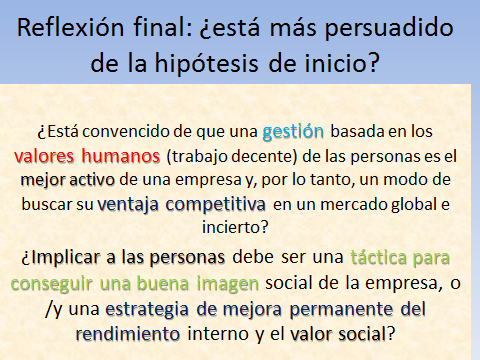 Reflexión final: ¿está más persuadido
de la hipótesis de inicio?
¿Está convencido de que una gestión basada en los
valores humanos (trabajo decente) de las personas es el
mejor activo de una empresa y, por lo tanto, un modo de
buscar su ventaja competitiva en un mercado global e
incierto?
¿Implicar a las personas debe ser una táctica para
conseguir una buena imagen social de la empresa, o
/y una estrategia de mejora permanente del
rendimiento interno y el valor social?